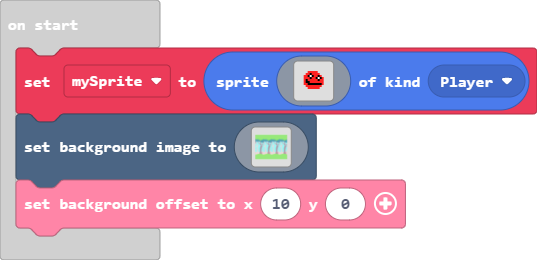 on start
set mySprite to sprite of kind Player
set background image to
set background offset to x 10 y 0